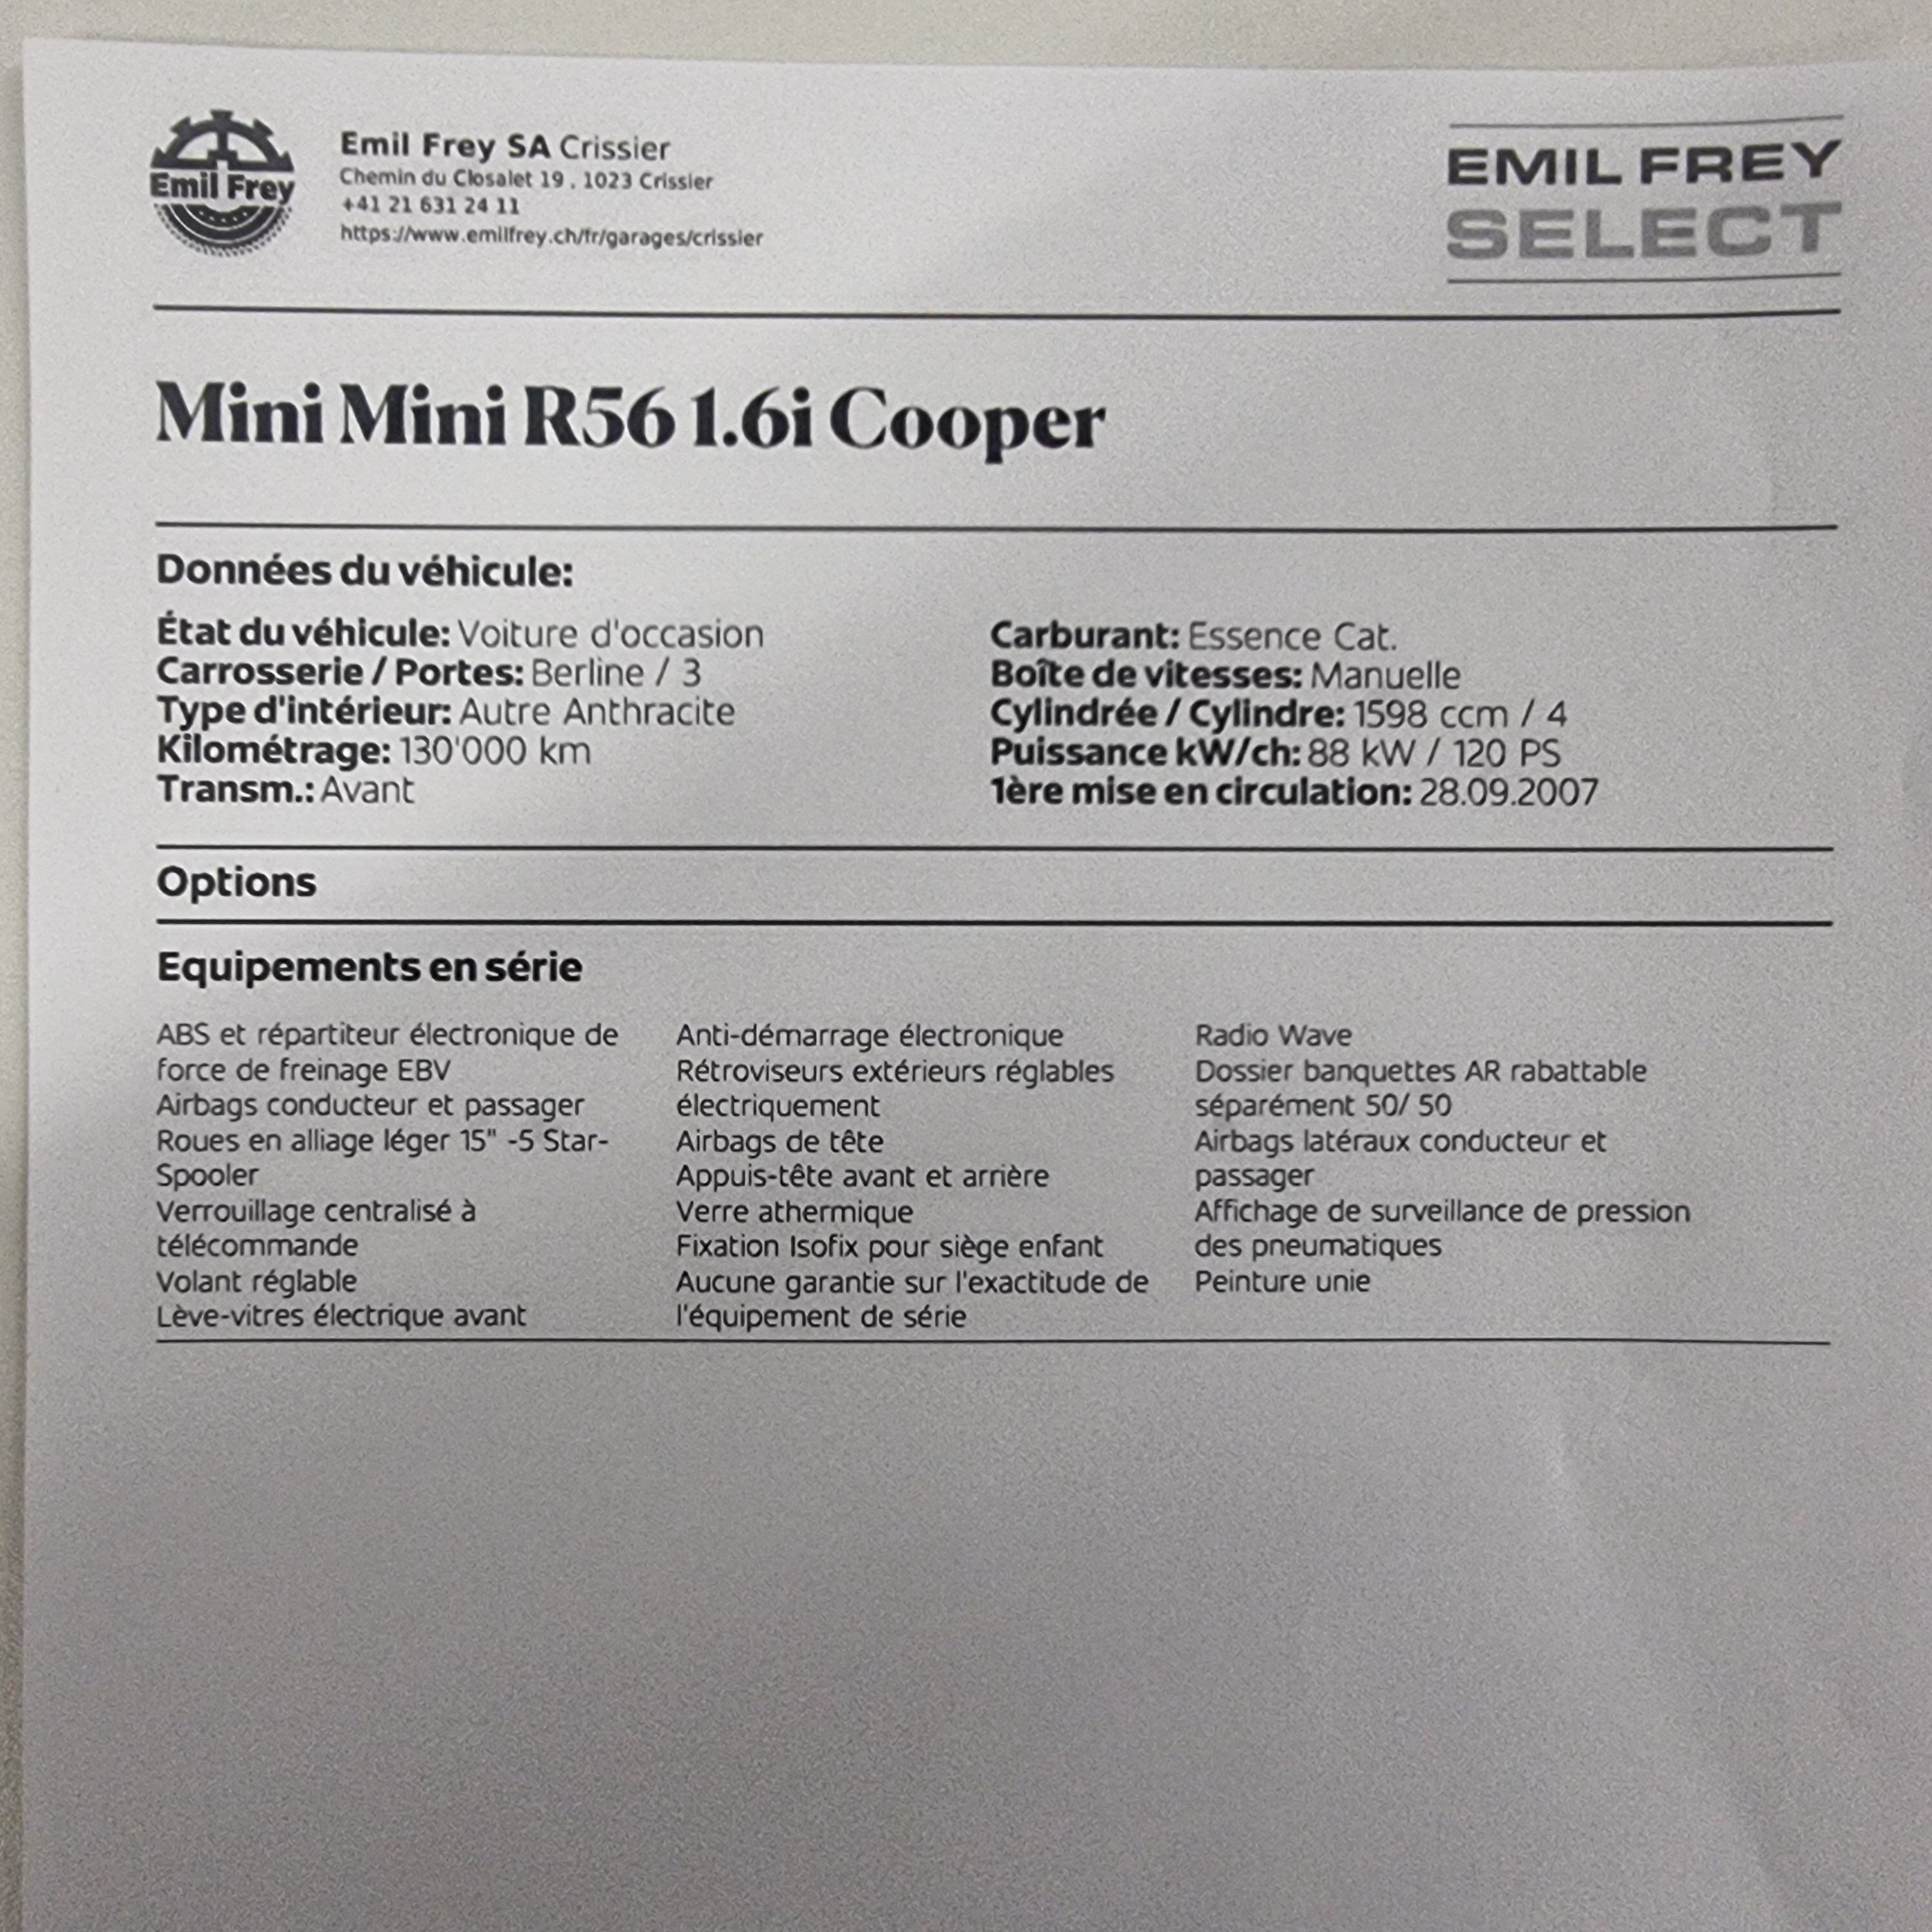 Emil Frey
Emil Frey SA Crissier
Chemin du Closalet 19 . 1023 Crissier
+41 21 631 24 11
https://www.emilfrey.ch/fr/garages/crissier
EMIL FREY
SELECT
Mini Mini R56 1.6i Cooper
Données du véhicule:
État du véhicule: Voiture d'occasion
Carrosserie / Portes: Berline / 3
Type d'intérieur: Autre Anthracite
Kilométrage: 130'000 km
Transm.: Avant
Carburant: Essence Cat.
Boîte de vitesses: Manuelle
Cylindrée / Cylindre: 1598 ccm / 4
Puissance kW/ch: 88 kW / 120 PS
1ère mise en circulation: 28.09.2007
Options
Equipements en série
ABS et répartiteur électronique de
force de freinage EBV
Airbags conducteur et passager
Roues en alliage léger 15" -5 Star-
Spooler
Verrouillage centralisé à
télécommande
Volant réglable
Lève-vitres électrique avant
Anti-démarrage électronique
Rétroviseurs extérieurs réglables
électriquement
Airbags de tête
Appuis-tête avant et arrière
Verre athermique
Fixation Isofix pour siège enfant
Aucune garantie sur l'exactitude de
l'équipement de série
Radio Wave
Dossier banquettes AR rabattable
séparément 50/ 50
Airbags latéraux conducteur et
passager
Affichage de surveillance de pression
des pneumatiques
Peinture unie